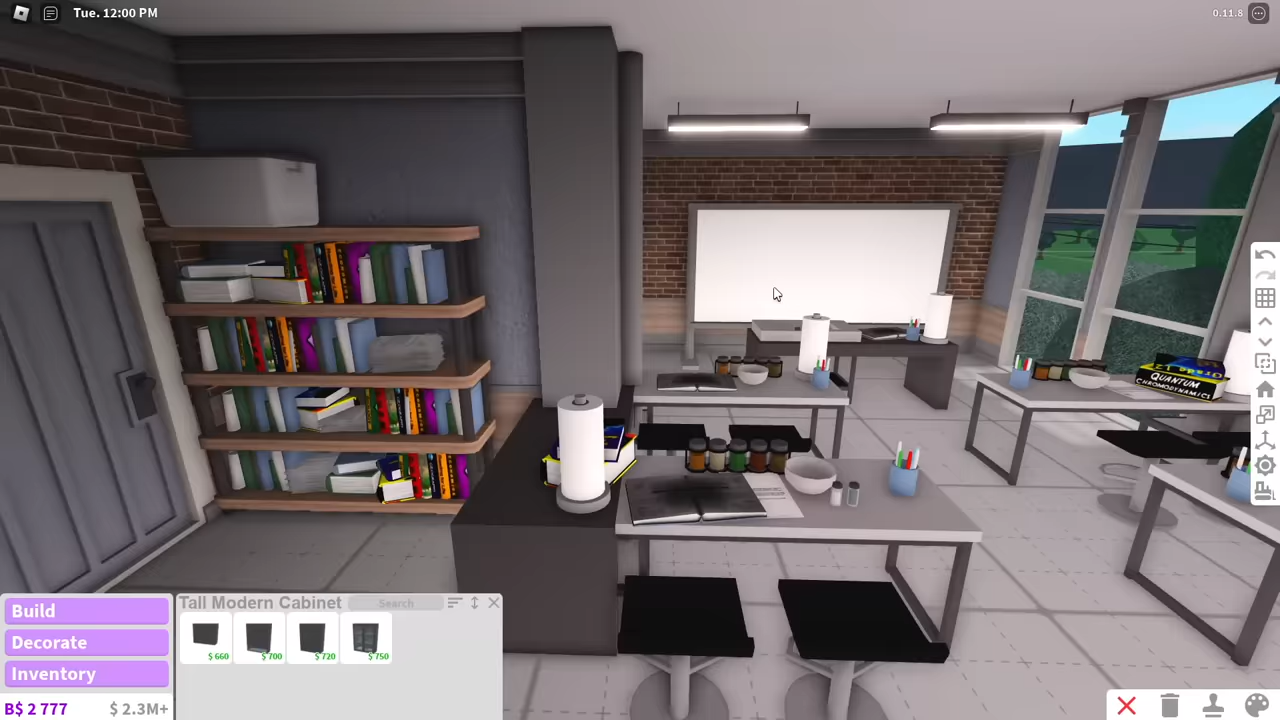 Tue. 12:00 PM
0.11.8
QUANTUM
CHROMODYNAMICS
Build
Decorate
Inventory
B$ 2 777
$ 2.3M+
Tall Modern Cabinet
Search
$ 660
$ 700
$ 720
$ 750